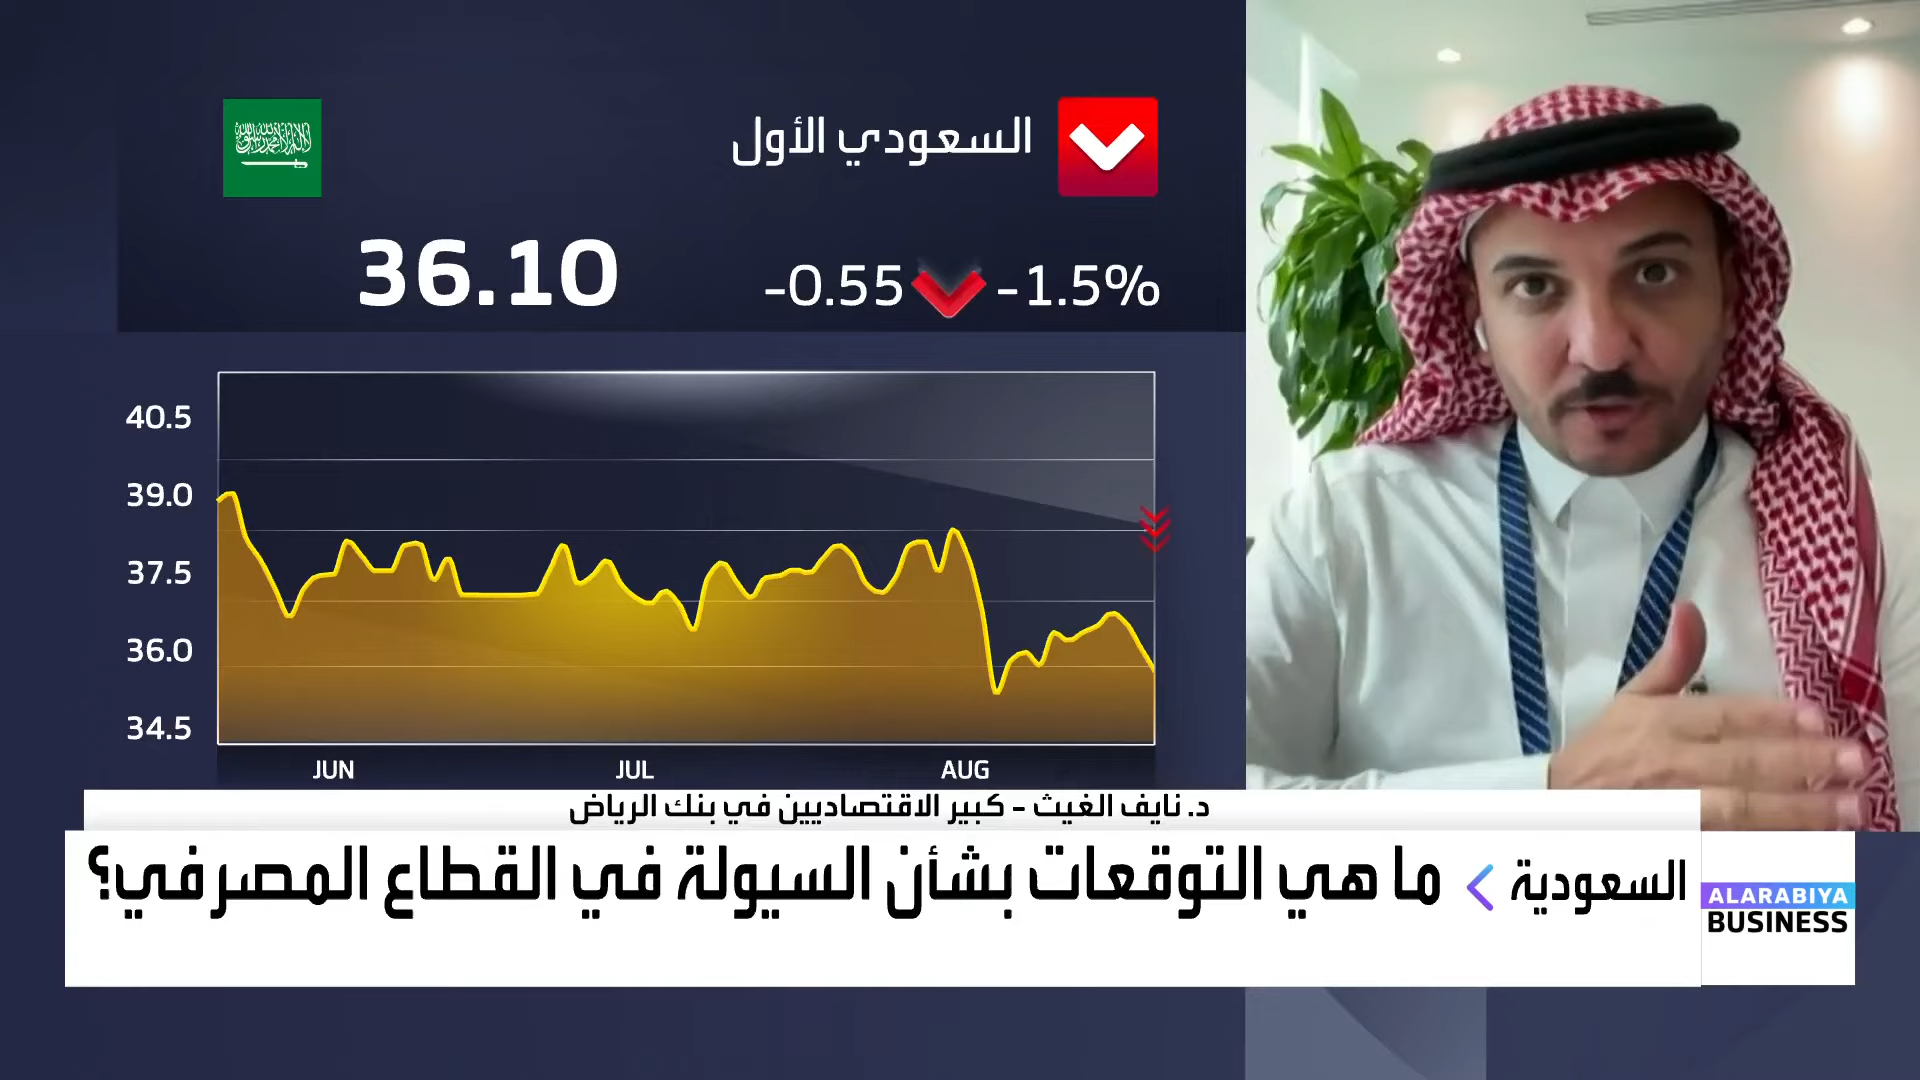 السعودي الأول
36.10
-0.55 -1.5%
40.5
39.0
37.5
36.0
34.5
JUN JUL AUG
د. نايف الغيث - كبير الاقتصاديين في بنك الرياض
السعودية
ما هي التوقعات بشأن السيولة في القطاع المصرفي؟
ALARABIYA
BUSINESS